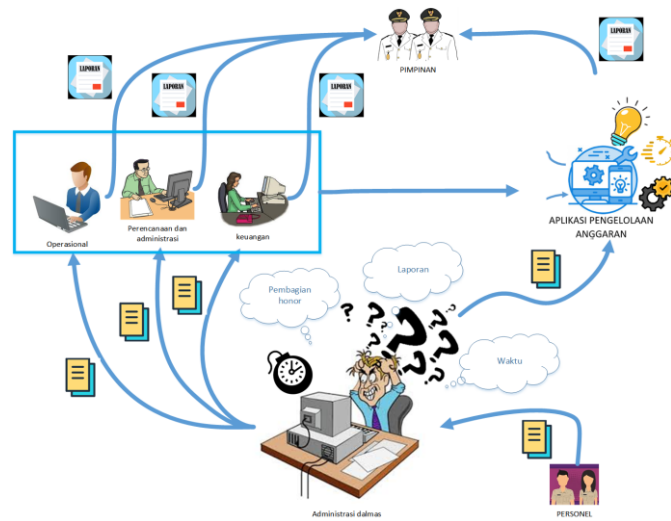 LAPORAN
LAPORAN
LAPORAN
LAPORAN
PIMPINAN
Operasional
Perencanaan dan
administrasi
keuangan
APLIKASI PENGELOLAAN
ANGGARAN
Pembagian
honor
Laporan
Waktu
Administrasi dalmas
PERSONEL